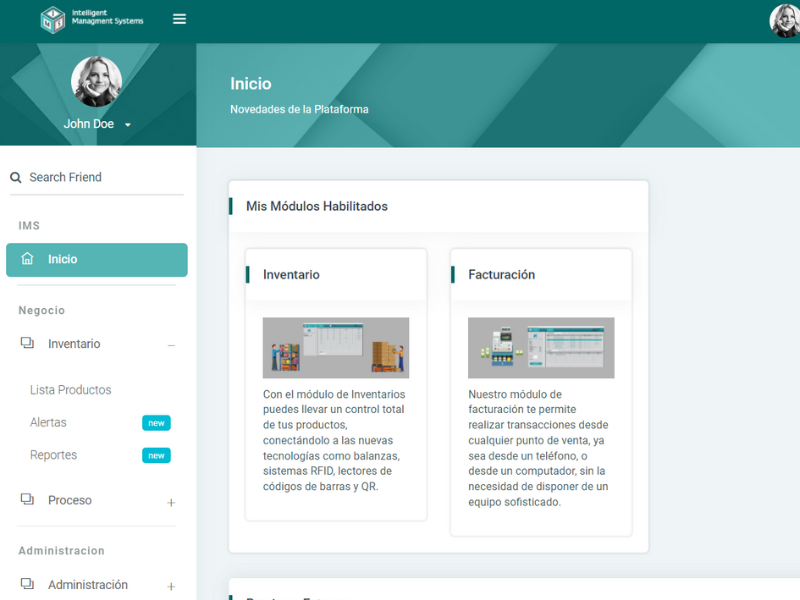 Intelligent
Managment Systems
John Doe
Search Friend
IMS
Inicio
Negocio
Inventario
Lista Productos
Alertas
new
Reportes
new
Proceso
Administracion
Administración
Inicio
Novedades de la Plataforma
Mis Módulos Habilitados
Inventario
Con el módulo de Inventarios
puedes llevar un control total
de tus productos,
conectándolo a las nuevas
tecnologías como balanzas,
sistemas RFID, lectores de
códigos de barras y QR.
Facturación
Nuestro módulo de
facturación te permite
realizar transacciones desde
cualquier punto de venta, ya
sea desde un teléfono, o
desde un computador, sin la
necesidad de disponer de un
equipo sofisticado.